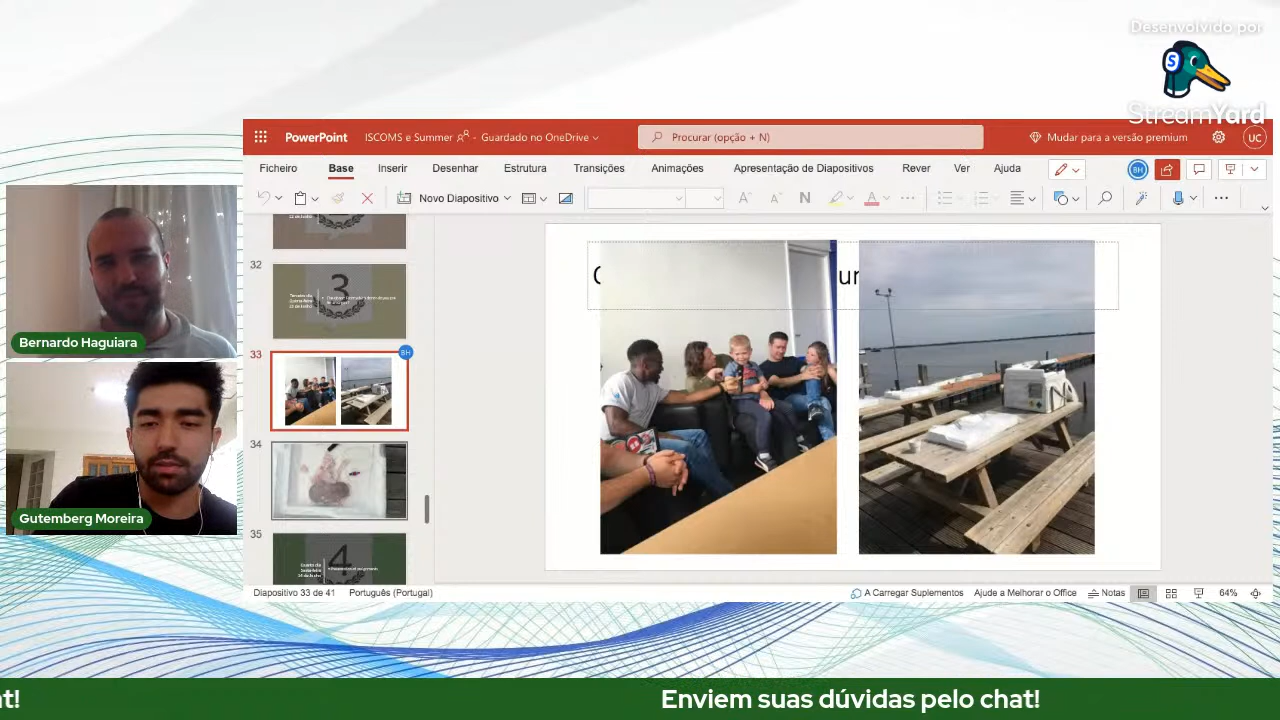 Desenvolvido por
StreamYard
PowerPoint ISCOMS e Summer - Guardado no OneDrive
Procurar (opção + N)
Mudar para a versão premium
UC
Ficheiro Base Inserir Desenhar Estrutura Transições Animações Apresentação de Diapositivos Rever Ver Ajuda
BH
Novo Diapositivo
N
A
32
3
33
BH
34
35
4
Bernardo Haguiara
Gutemberg Moreira
Diapositivo 33 de 41 Português (Portugal)
A Carregar Suplementos Ajude a Melhorar o Office Notas 64%
at!
Enviem suas dúvidas pelo chat!